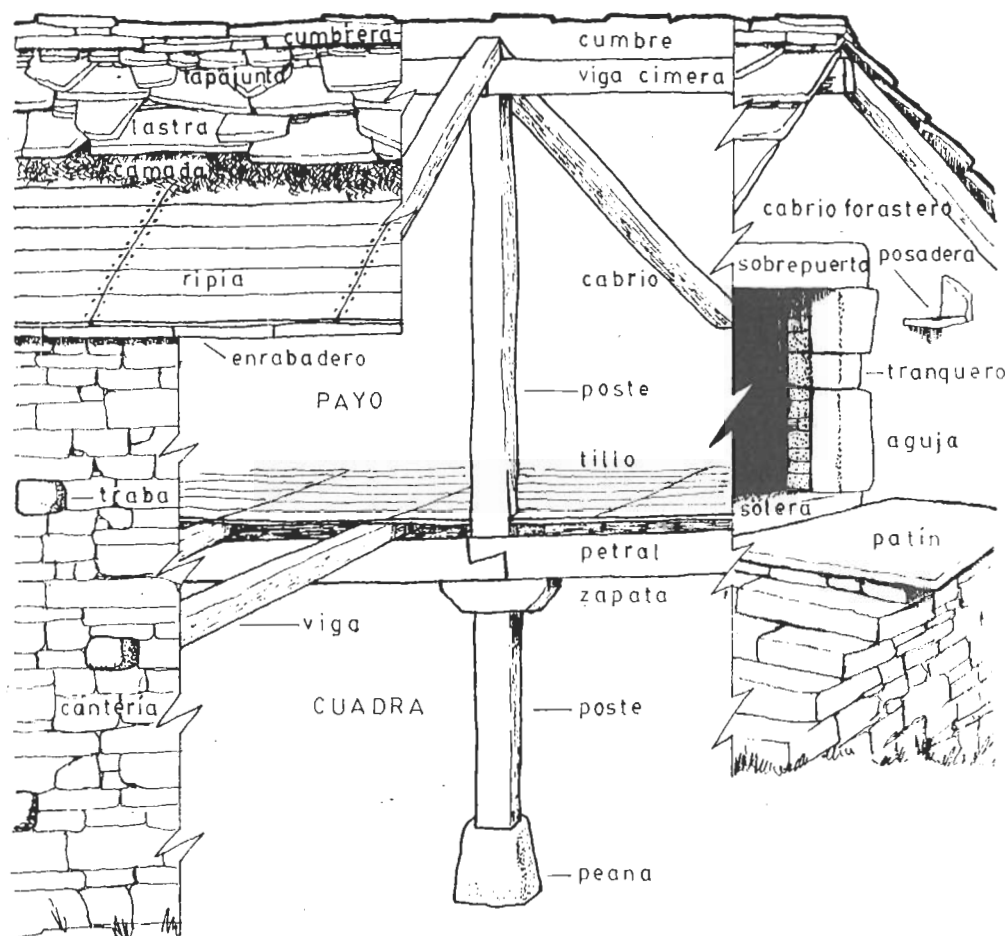 cumbrera
cumbre
tapajunta
viga cimera
lastra
camada
cabrio forastero
sobrepuerta
posadera
ripia
cabrio
enrabadero
tranquero
PAYO
poste
aguja
tillo
traba
solera
patín
petral
zapata
viga
cantería
CUADRA
poste
peana